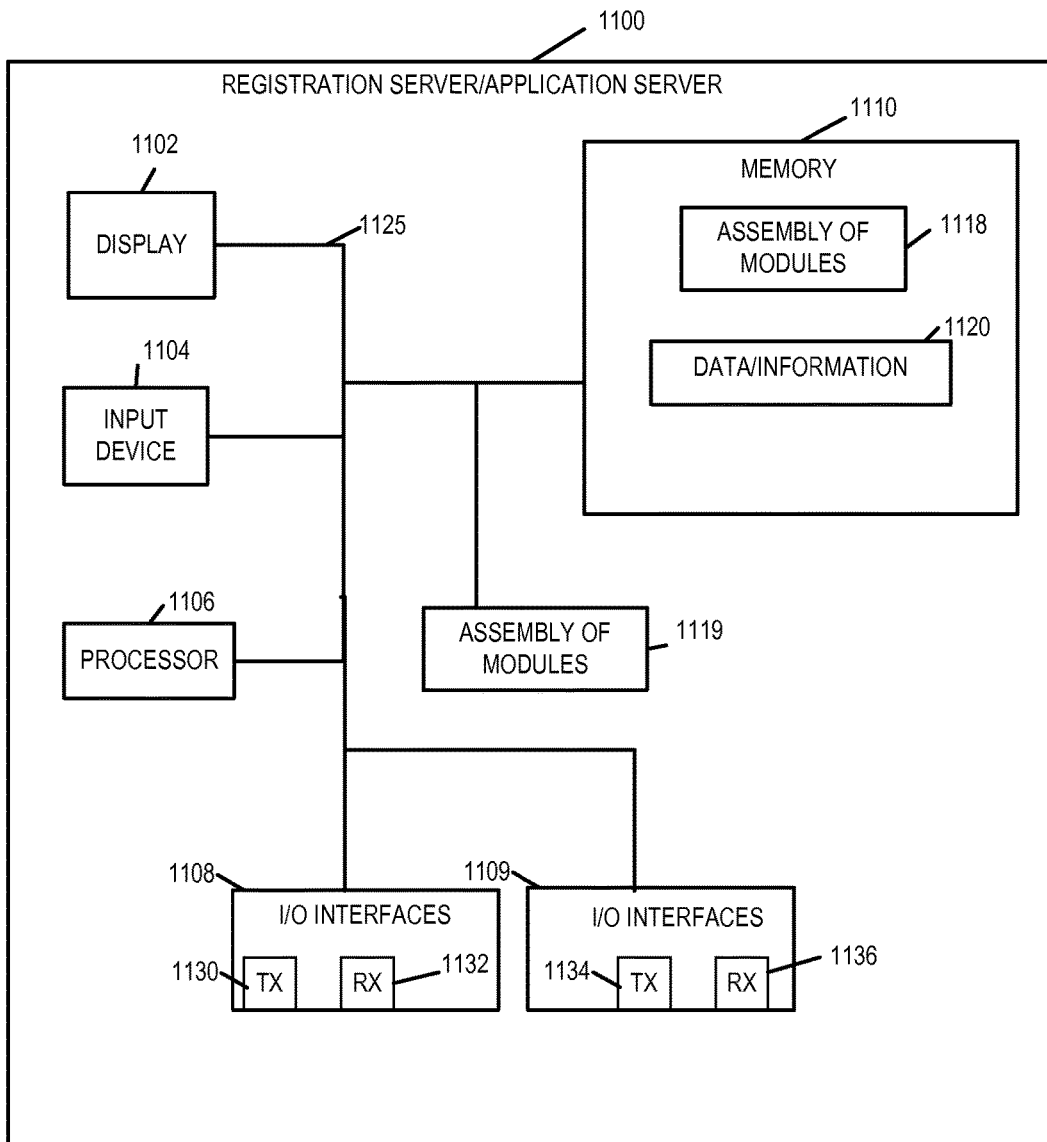 1100
REGISTRATION SERVER/APPLICATION SERVER
1102
DISPLAY
1125
1110
MEMORY
ASSEMBLY OF
MODULES
1118
1120
DATA/INFORMATION
1104
INPUT
DEVICE
1106
PROCESSOR
ASSEMBLY OF
MODULES
1119
1108
I/O INTERFACES
1130
TX
RX
1132
1109
I/O INTERFACES
1134
TX
RX
1136